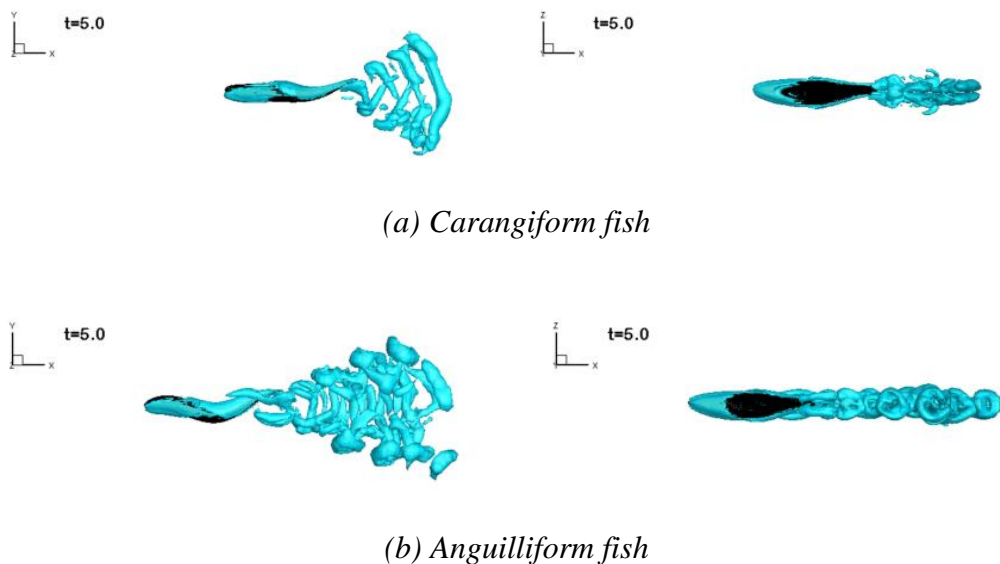 Y
t=5.0
Z X
Z
t=5.0
Y X
(a) Carangiform fish
Y
t=5.0
Z X
Z
t=5.0
Y X
(b) Anguilliform fish